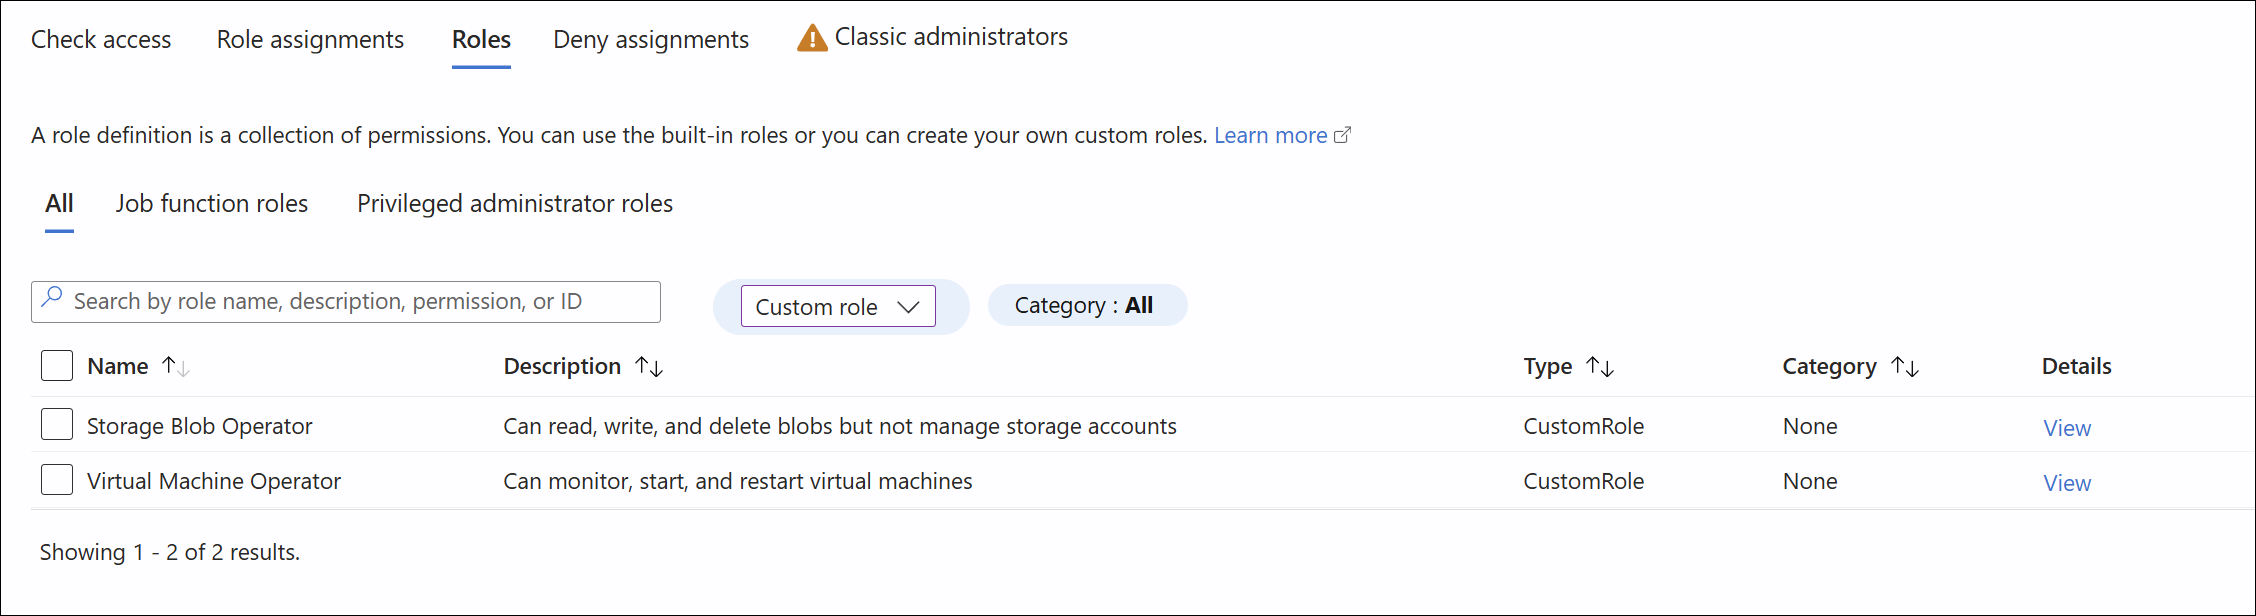 Check access Role assignments Roles Deny assignments Classic administrators
A role definition is a collection of permissions. You can use the built-in roles or you can create your own custom roles. Learn more
All Job function roles Privileged administrator roles
Search by role name, description, permission, or ID Custom role Category : All
Name Description Type Category Details
Storage Blob Operator Can read, write, and delete blobs but not manage storage accounts CustomRole None View
Virtual Machine Operator Can monitor, start, and restart virtual machines CustomRole None View
Showing 1 - 2 of 2 results.